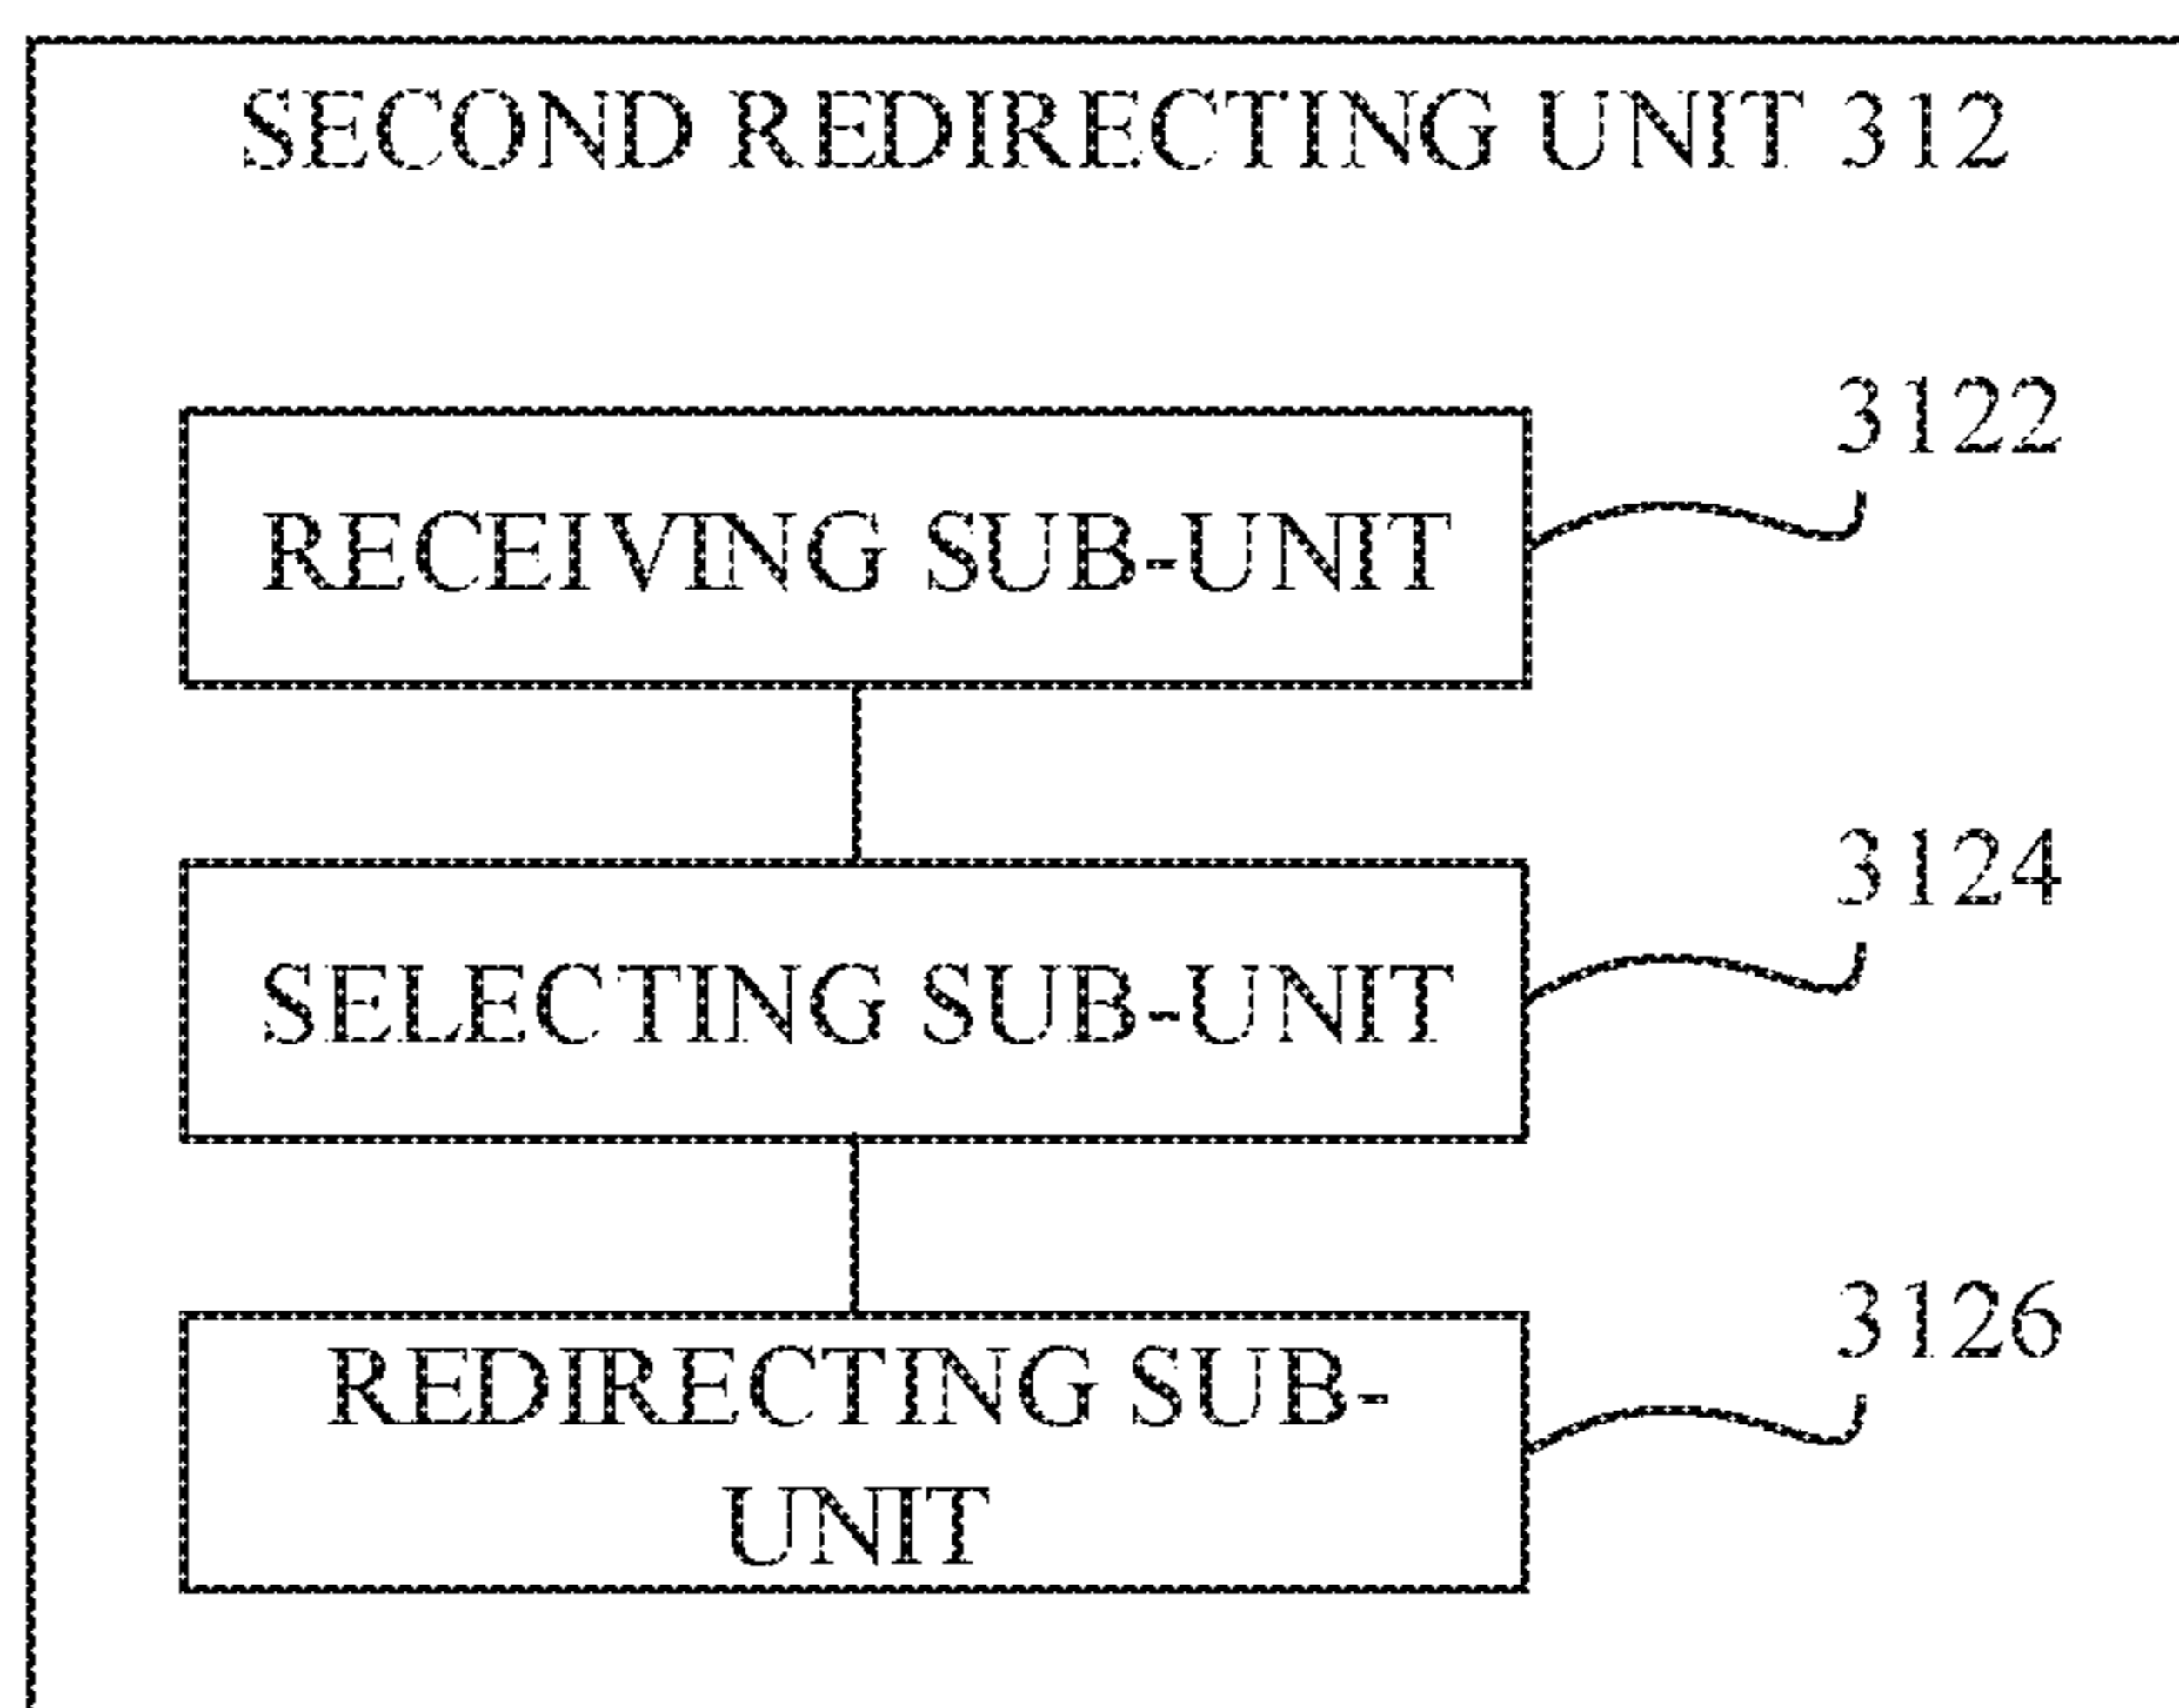 SECOND REDIRECTING UNIT 312
3122
RECEIVING SUB-UNIT
3124
SELECTING SUB-UNIT
3126
REDIRECTING SUB-
UNIT